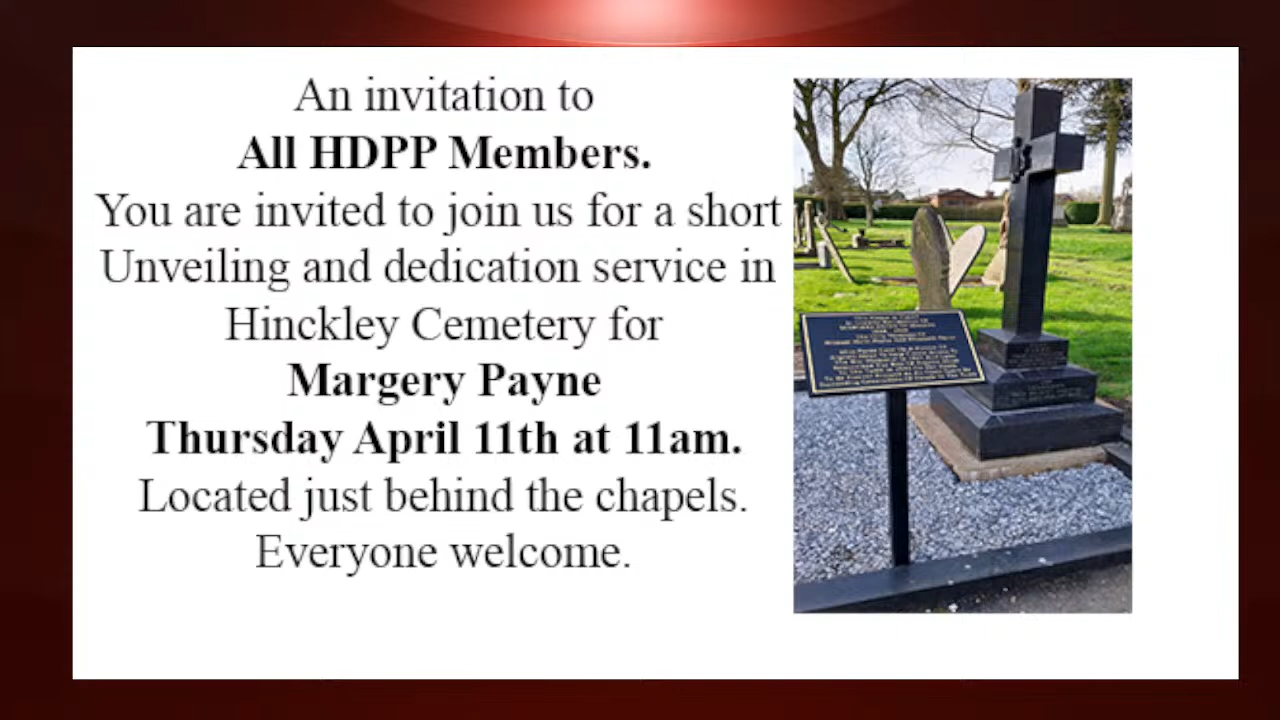 An invitation to
All HDPP Members.
You are invited to join us for a short
Unveiling and dedication service in
Hinckley Cemetery for
Margery Payne
Thursday April 11th at 11am.
Located just behind the chapels.
Everyone welcome.